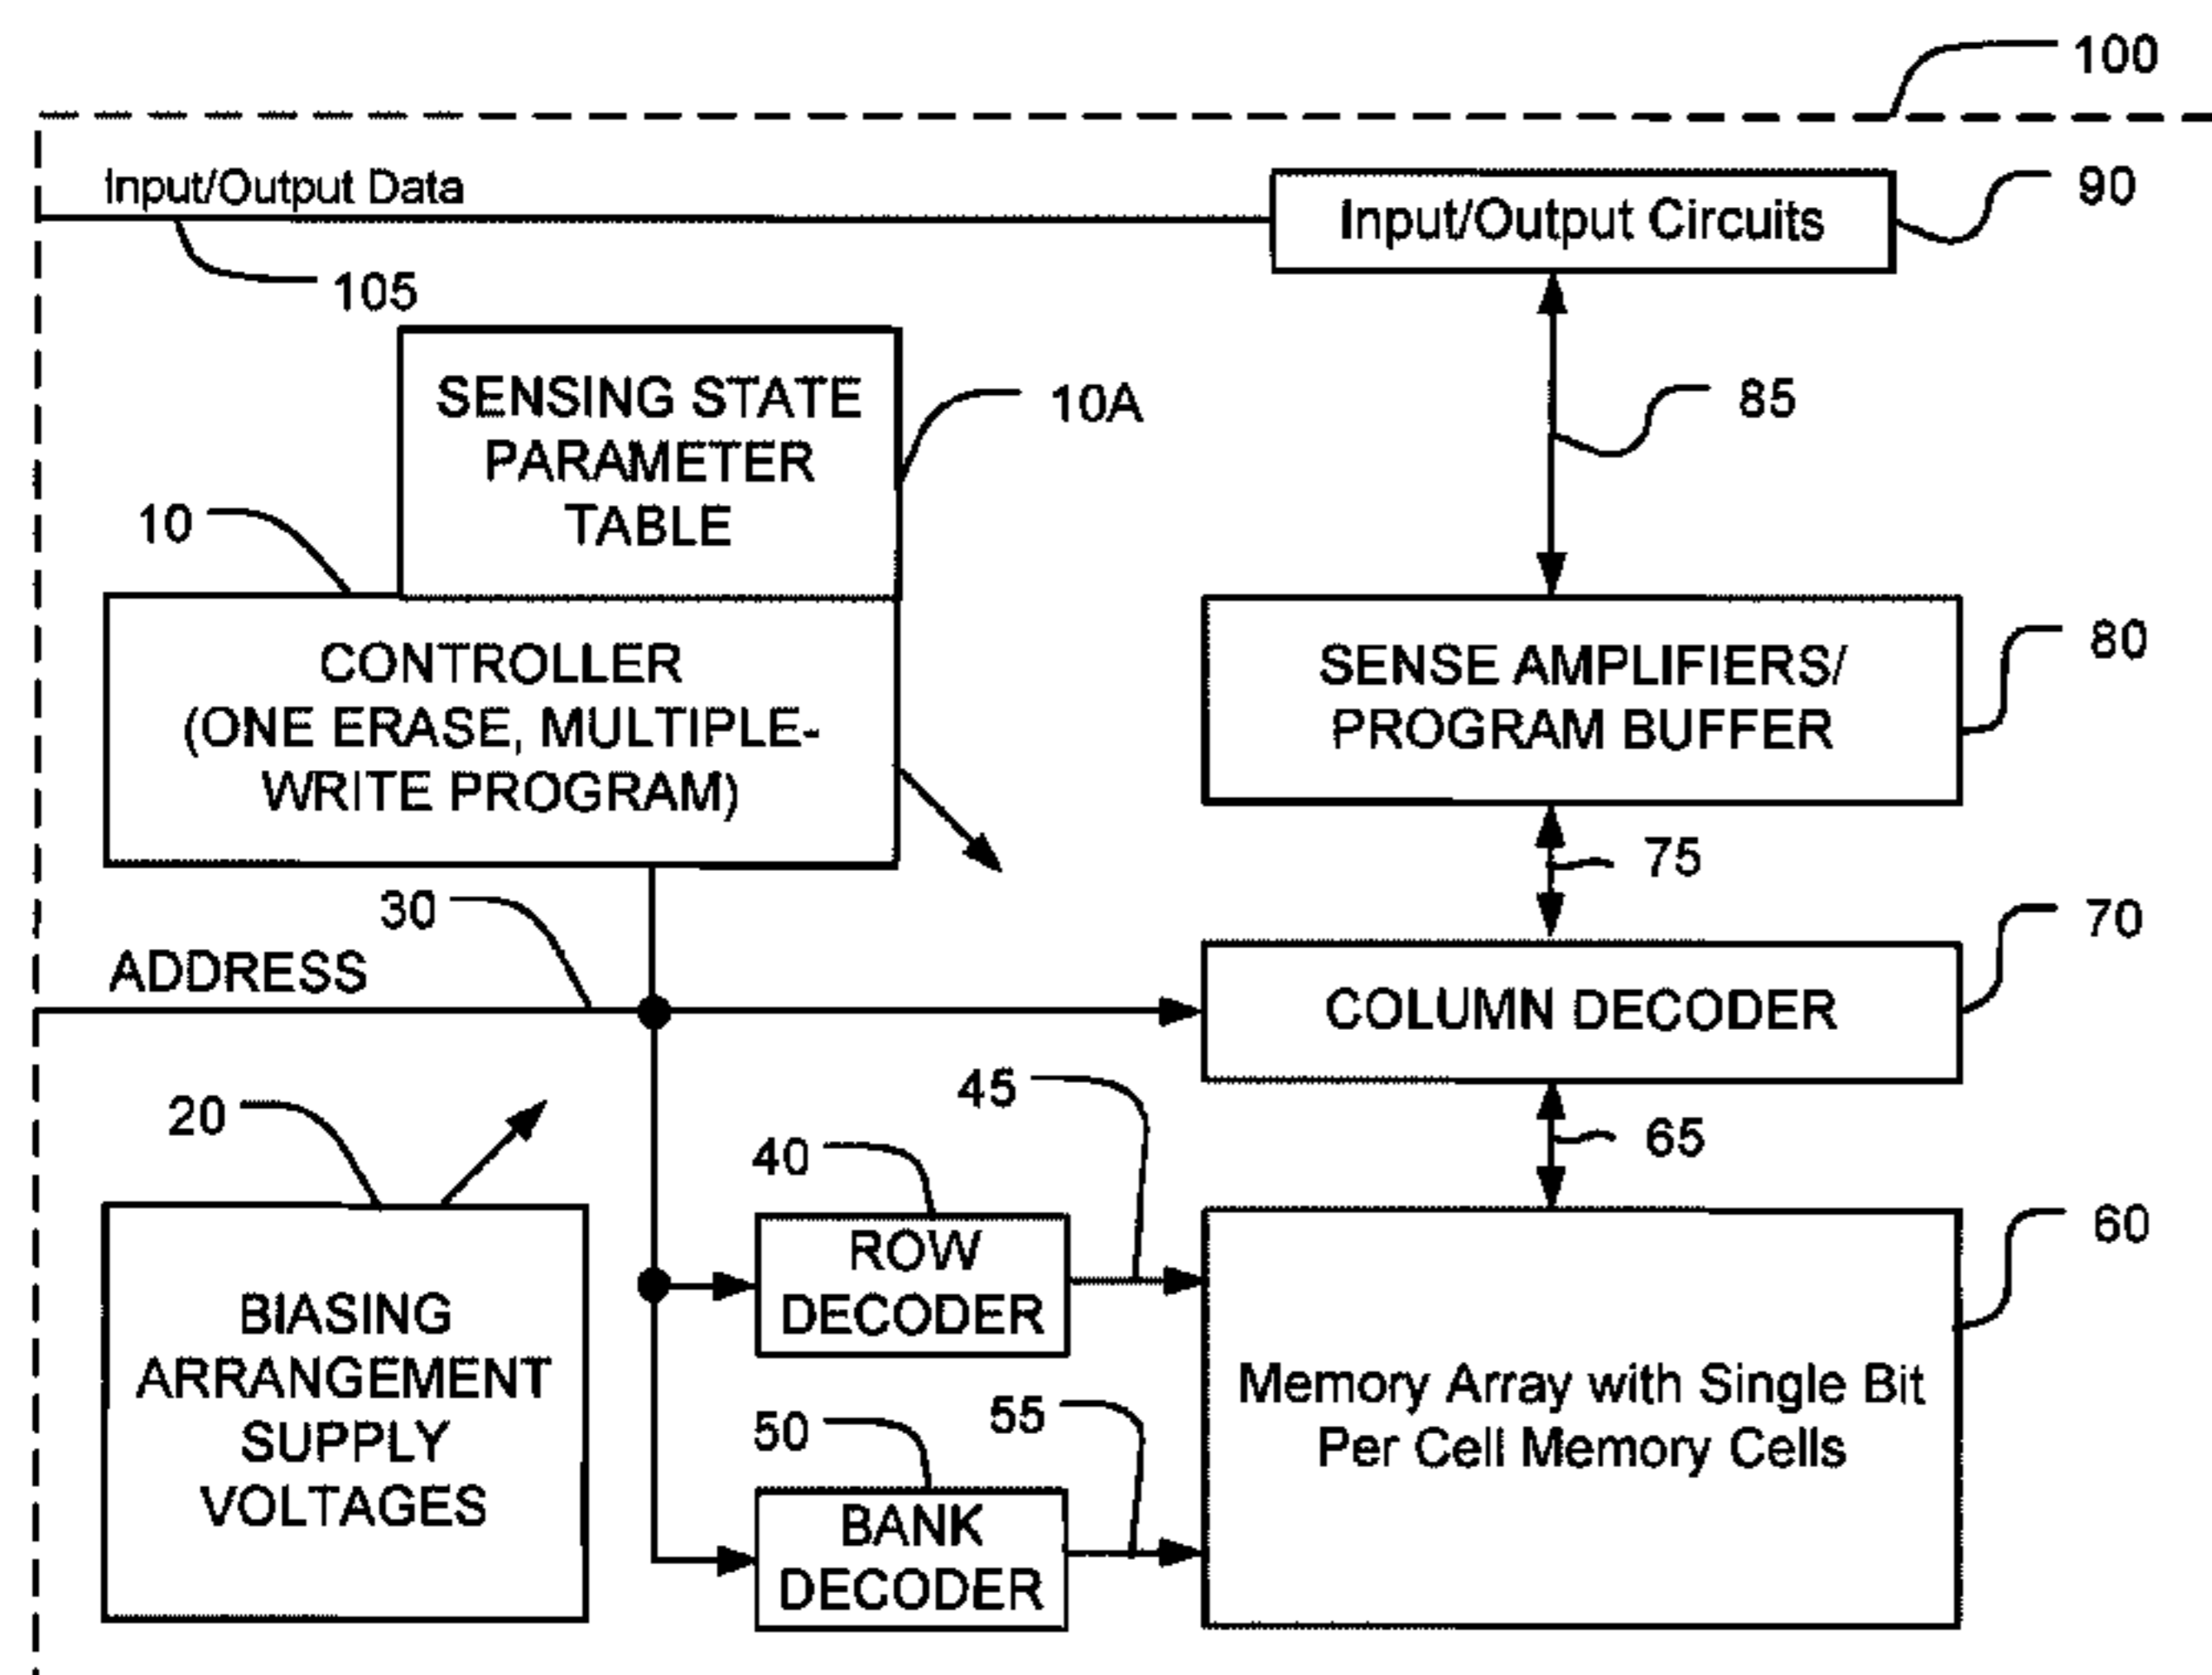 100
Input/Output Data
Input/Output Circuits
90
105
SENSING STATE
PARAMETER
TABLE
10A
85
10
CONTROLLER
(ONE ERASE, MULTIPLE-
WRITE PROGRAM)
SENSE AMPLIFIERS/
PROGRAM BUFFER
80
75
30
ADDRESS
COLUMN DECODER
70
20
45
65
40
ROW
DECODER
60
BIASING
ARRANGEMENT
SUPPLY
VOLTAGES
50
55
BANK
DECODER
Memory Array with Single Bit
Per Cell Memory Cells